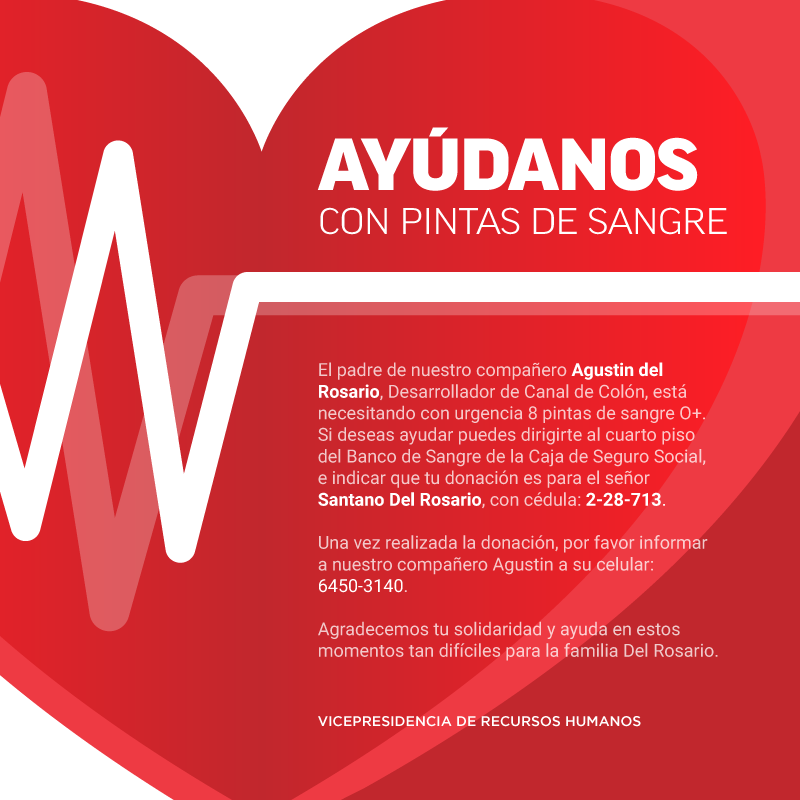 AYÚDANOS
CON PINTAS DE SANGRE
El padre de nuestro compañero Agustin del
Rosario, Desarrollador de Canal de Colón, está
necesitando con urgencia 8 pintas de sangre O+.
Si deseas ayudar puedes dirigirte al cuarto piso
del Banco de Sangre de la Caja de Seguro Social,
e indicar que tu donación es para el señor
Santano Del Rosario, con cédula: 2-28-713.
Una vez realizada la donación, por favor informar
a nuestro compañero Agustin a su celular:
6450-3140.
Agradecemos tu solidaridad y ayuda en estos
momentos tan difíciles para la familia Del Rosario.
VICEPRESIDENCIA DE RECURSOS HUMANOS